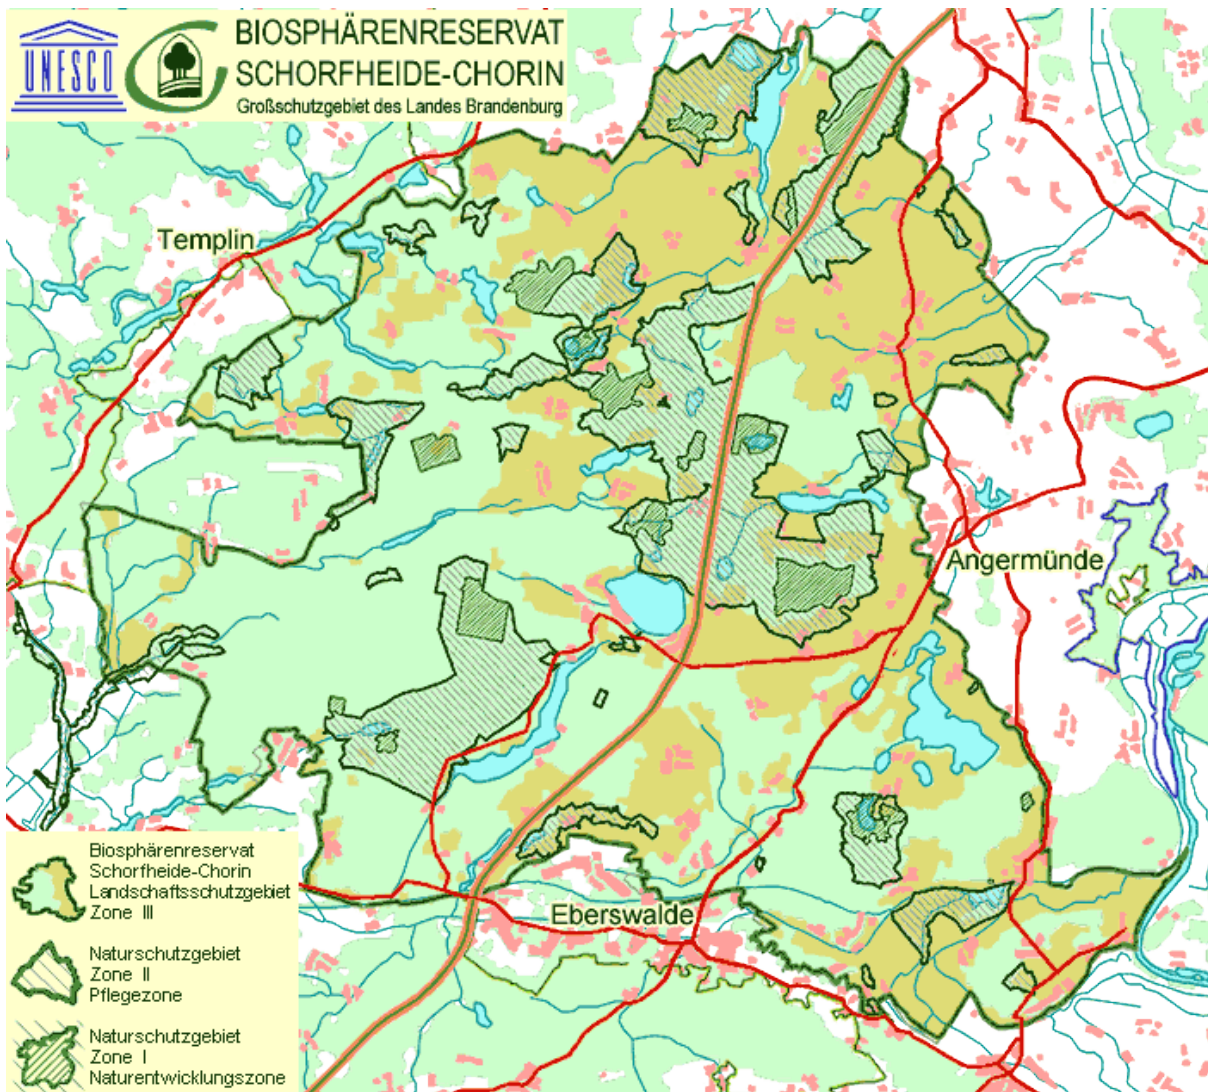 UNESCO
BIOSPHÄRENRESERVAT
SCHORFHEIDE-CHORIN
Großschutzgebiet des Landes Brandenburg
Templin
Angermünde
Eberswalde
Biosphärenreservat
Schorfheide-Chorin
Landschaftsschutzgebiet
Zone III
Naturschutzgebiet
Zone II
Pflegezone
Naturschutzgebiet
Zone I
Naturentwicklungszone